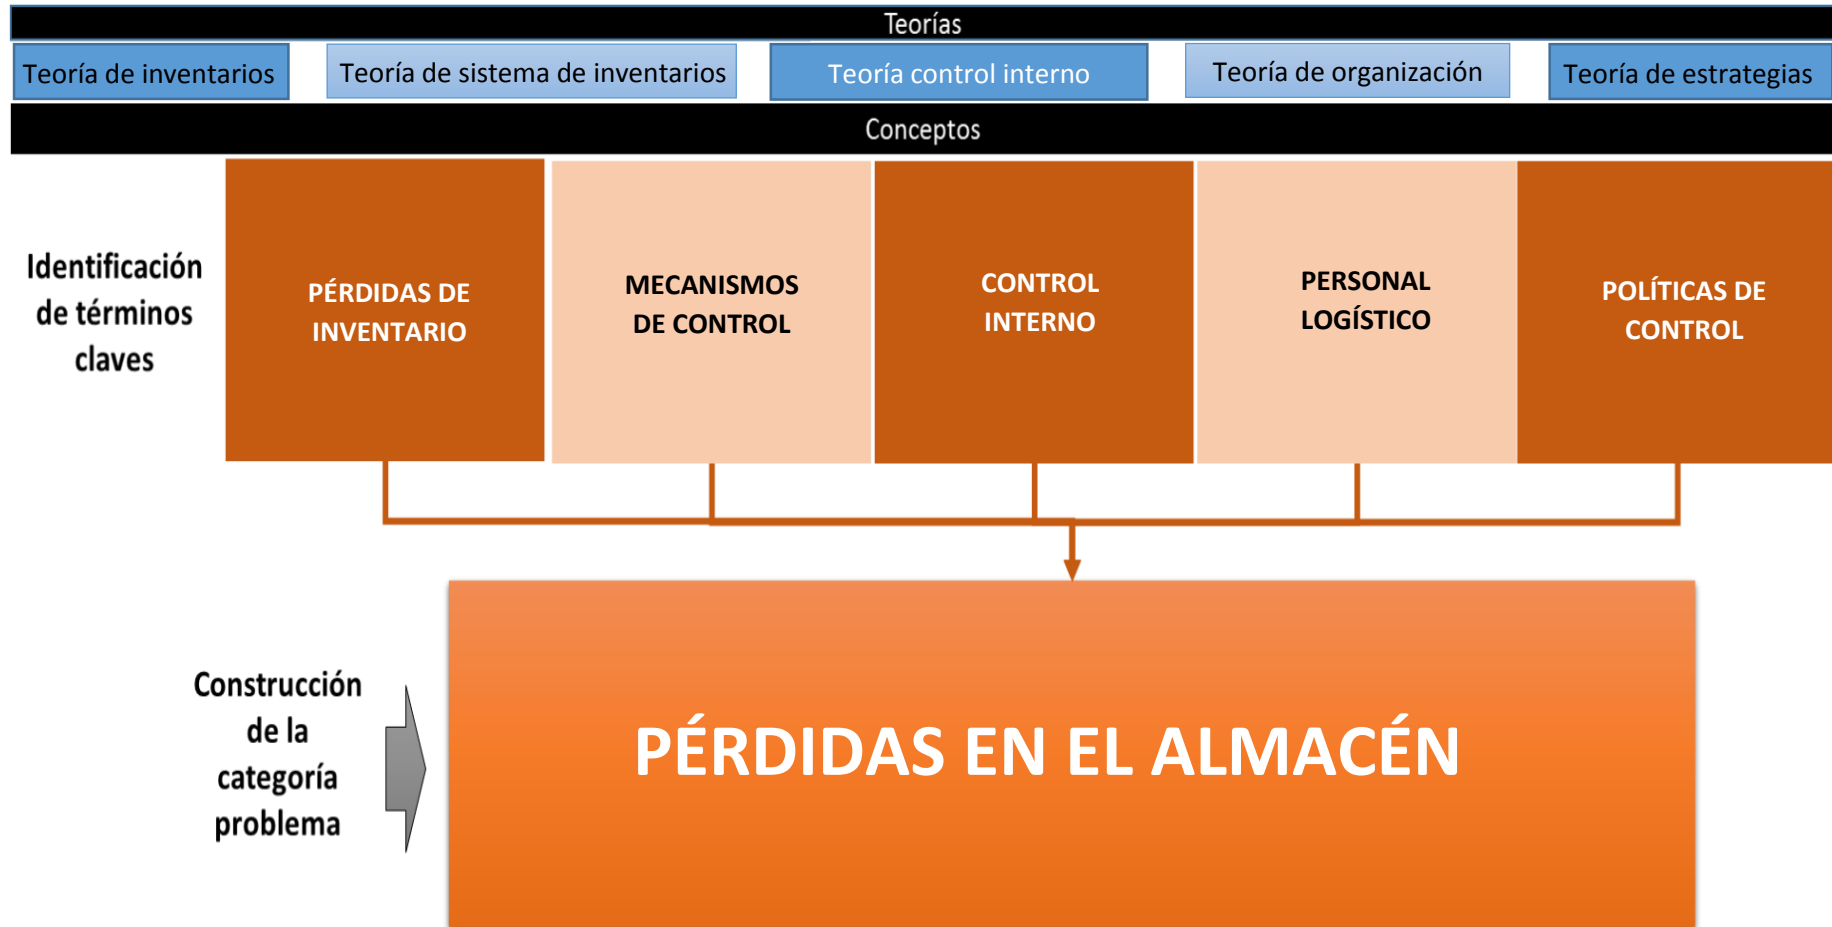 Teorías
Teoría de inventarios
Teoría de sistema de inventarios
Teoría control interno
Teoría de organización
Teoría de estrategias
Conceptos
Identificación
de términos
claves
PÉRDIDAS DE
INVENTARIO
MECANISMOS
DE CONTROL
CONTROL
INTERNO
PERSONAL
LOGÍSTICO
POLÍTICAS DE
CONTROL
Construcción
de la
categoría
problema
PÉRDIDAS EN EL ALMACÉN